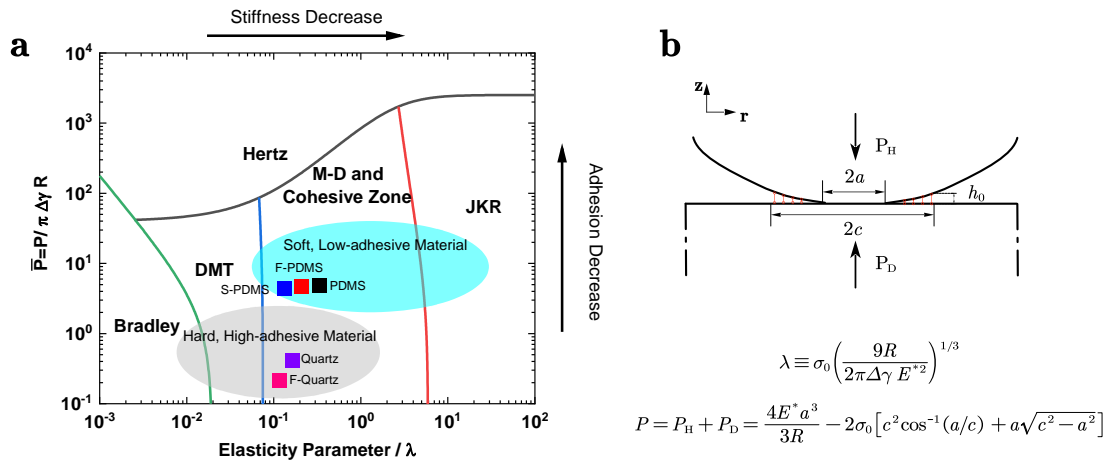 Stiffness Decrease
a
10^4
10^3
10^2
10^1
10^0
10^-1
10^-3
10^-2
10^-1
10^0
10^1
10^2
P̅=P/ π Δγ R
Elasticity Parameter / λ
Adhesion Decrease
Hertz
M-D and
Cohesive Zone
JKR
Soft, Low-adhesive Material
DMT
F-PDMS
S-PDMS
PDMS
Bradley
Hard, High-adhesive Material
Quartz
F-Quartz
b
z
r
P_H
2a
h_0
2c
P_D
λ ≡ σ_0 (9R / 2πΔγ E^{*2})^{1/3}
P = P_H + P_D = 4E^*a^3 / 3R − 2σ_0[c^2 cos^{-1}(a/c) + a√(c^2 − a^2)]